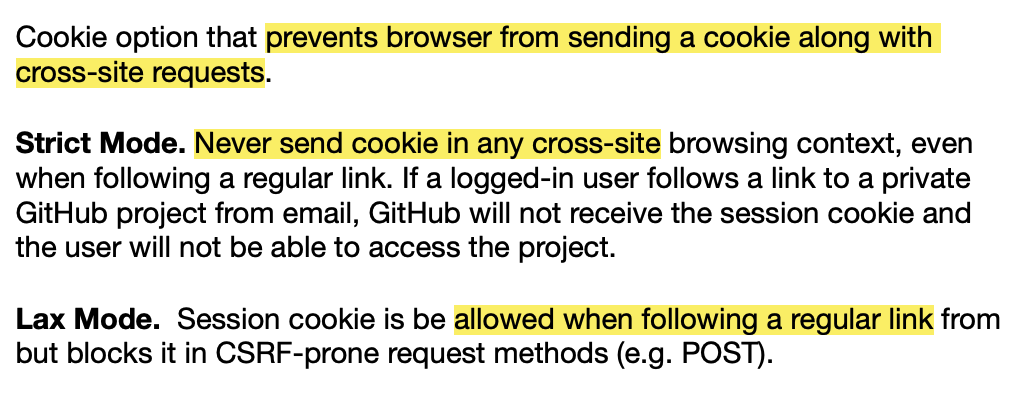 Cookie option that prevents browser from sending a cookie along with
cross-site requests.
Strict Mode. Never send cookie in any cross-site browsing context, even
when following a regular link. If a logged-in user follows a link to a private
GitHub project from email, GitHub will not receive the session cookie and
the user will not be able to access the project.
Lax Mode.  Session cookie is be allowed when following a regular link from
but blocks it in CSRF-prone request methods (e.g. POST).